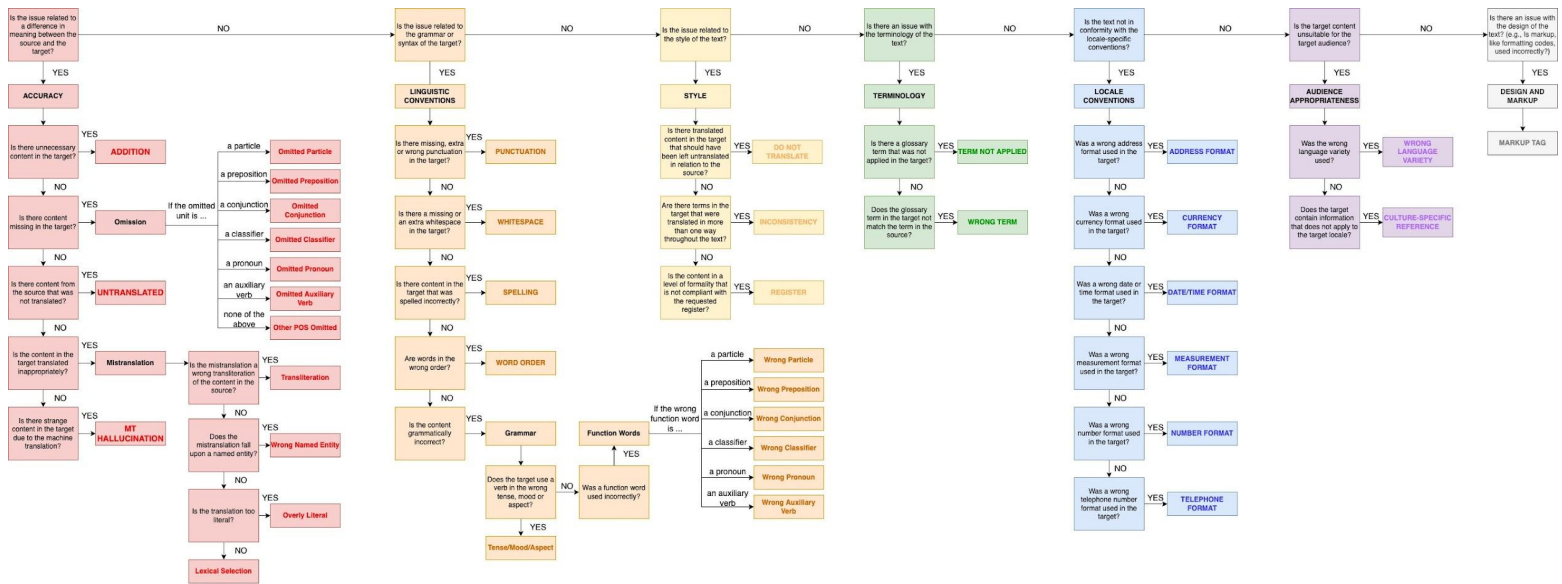 Is the issue related to
a difference in
meaning between the
source and the
target?
NO
YES
ACCURACY
Is there unnecessary
content in the target?
YES
ADDITION
NO
Is there content
missing in the target?
YES
Omission
If the omitted
unit is ...
a particle
Omitted Particle
a preposition
Omitted Preposition
a conjunction
Omitted
Conjunction
a classifier
Omitted Classifier
a pronoun
Omitted Pronoun
an auxiliary
verb
Omitted Auxiliary
Verb
none of the
above
Other POS Omitted
NO
Is there content from
the source that was
not translated?
YES
UNTRANSLATED
NO
Is the content in the
target translated
inappropriately?
YES
Mistranslation
Is the mistranslation a
wrong transliteration
of the content in the
source?
YES
Transliteration
NO
Does the
mistranslation fall
upon a named entity?
YES
Wrong Named Entity
NO
Is the translation too
literal?
YES
Overly Literal
NO
Lexical Selection
NO
Is there strange
content in the target
due to the machine
translation?
YES
MT
HALLUCINATION
Is the issue related to
the grammar or
syntax of the target?
NO
YES
LINGUISTIC
CONVENTIONS
Is there missing, extra
or wrong punctuation
in the target?
YES
PUNCTUATION
NO
Is there a missing or
an extra whitespace
in the target?
YES
WHITESPACE
NO
Is there content in the
target that was
spelled incorrectly?
YES
SPELLING
NO
Are words in the
wrong order?
YES
WORD ORDER
NO
Is the content
grammatically
incorrect?
YES
Grammar
Does the target use a
verb in the wrong
tense, mood or
aspect?
YES
Tense/Mood/Aspect
NO
Was a function word
used incorrectly?
YES
Function Words
If the wrong
function word
is ...
a particle
Wrong Particle
a preposition
Wrong Preposition
a conjunction
Wrong Conjunction
a classifier
Wrong Classifier
a pronoun
Wrong Pronoun
an auxiliary
verb
Wrong Auxiliary
Verb
Is the issue related to
the style of the text?
NO
YES
STYLE
Is there translated
content in the target
that should have
been left untranslated
in relation to the
source?
YES
DO NOT
TRANSLATE
NO
Are there terms in the
target that were
translated in more
than one way
throughout the text?
YES
INCONSISTENCY
NO
Is the content in a
level of formality that
is not compliant with
the requested
register?
YES
REGISTER
Is there an issue with
the terminology of the
text?
NO
YES
TERMINOLOGY
Is there a glossary
term that was not
applied in the target?
YES
TERM NOT APPLIED
NO
Does the glossary
term in the target not
match the term in the
source?
YES
WRONG TERM
Is the text not in
conformity with the
locale-specific
conventions?
NO
YES
LOCALE
CONVENTIONS
Was a wrong address
format used in the
target?
YES
ADDRESS FORMAT
NO
Was a wrong
currency format used
in the target?
YES
CURRENCY
FORMAT
NO
Was a wrong date or
time format used in
the target?
YES
DATE/TIME FORMAT
NO
Was a wrong
measurement format
used in the target?
YES
MEASUREMENT
FORMAT
NO
Was a wrong
number format used
in the target?
YES
NUMBER FORMAT
NO
Was a wrong
telephone number
format used in the
target?
YES
TELEPHONE
FORMAT
Is the target content
unsuitable for the
target audience?
NO
YES
AUDIENCE
APPROPRIATENESS
Was the wrong
language variety
used?
YES
WRONG
LANGUAGE
VARIETY
NO
Does the target
contain information
that does not apply to
the target locale?
YES
CULTURE-SPECIFIC
REFERENCE
Is there an issue with
the design of the
text? (e.g., Is markup,
like formatting codes,
used incorrectly?)
YES
DESIGN AND
MARKUP
MARKUP TAG